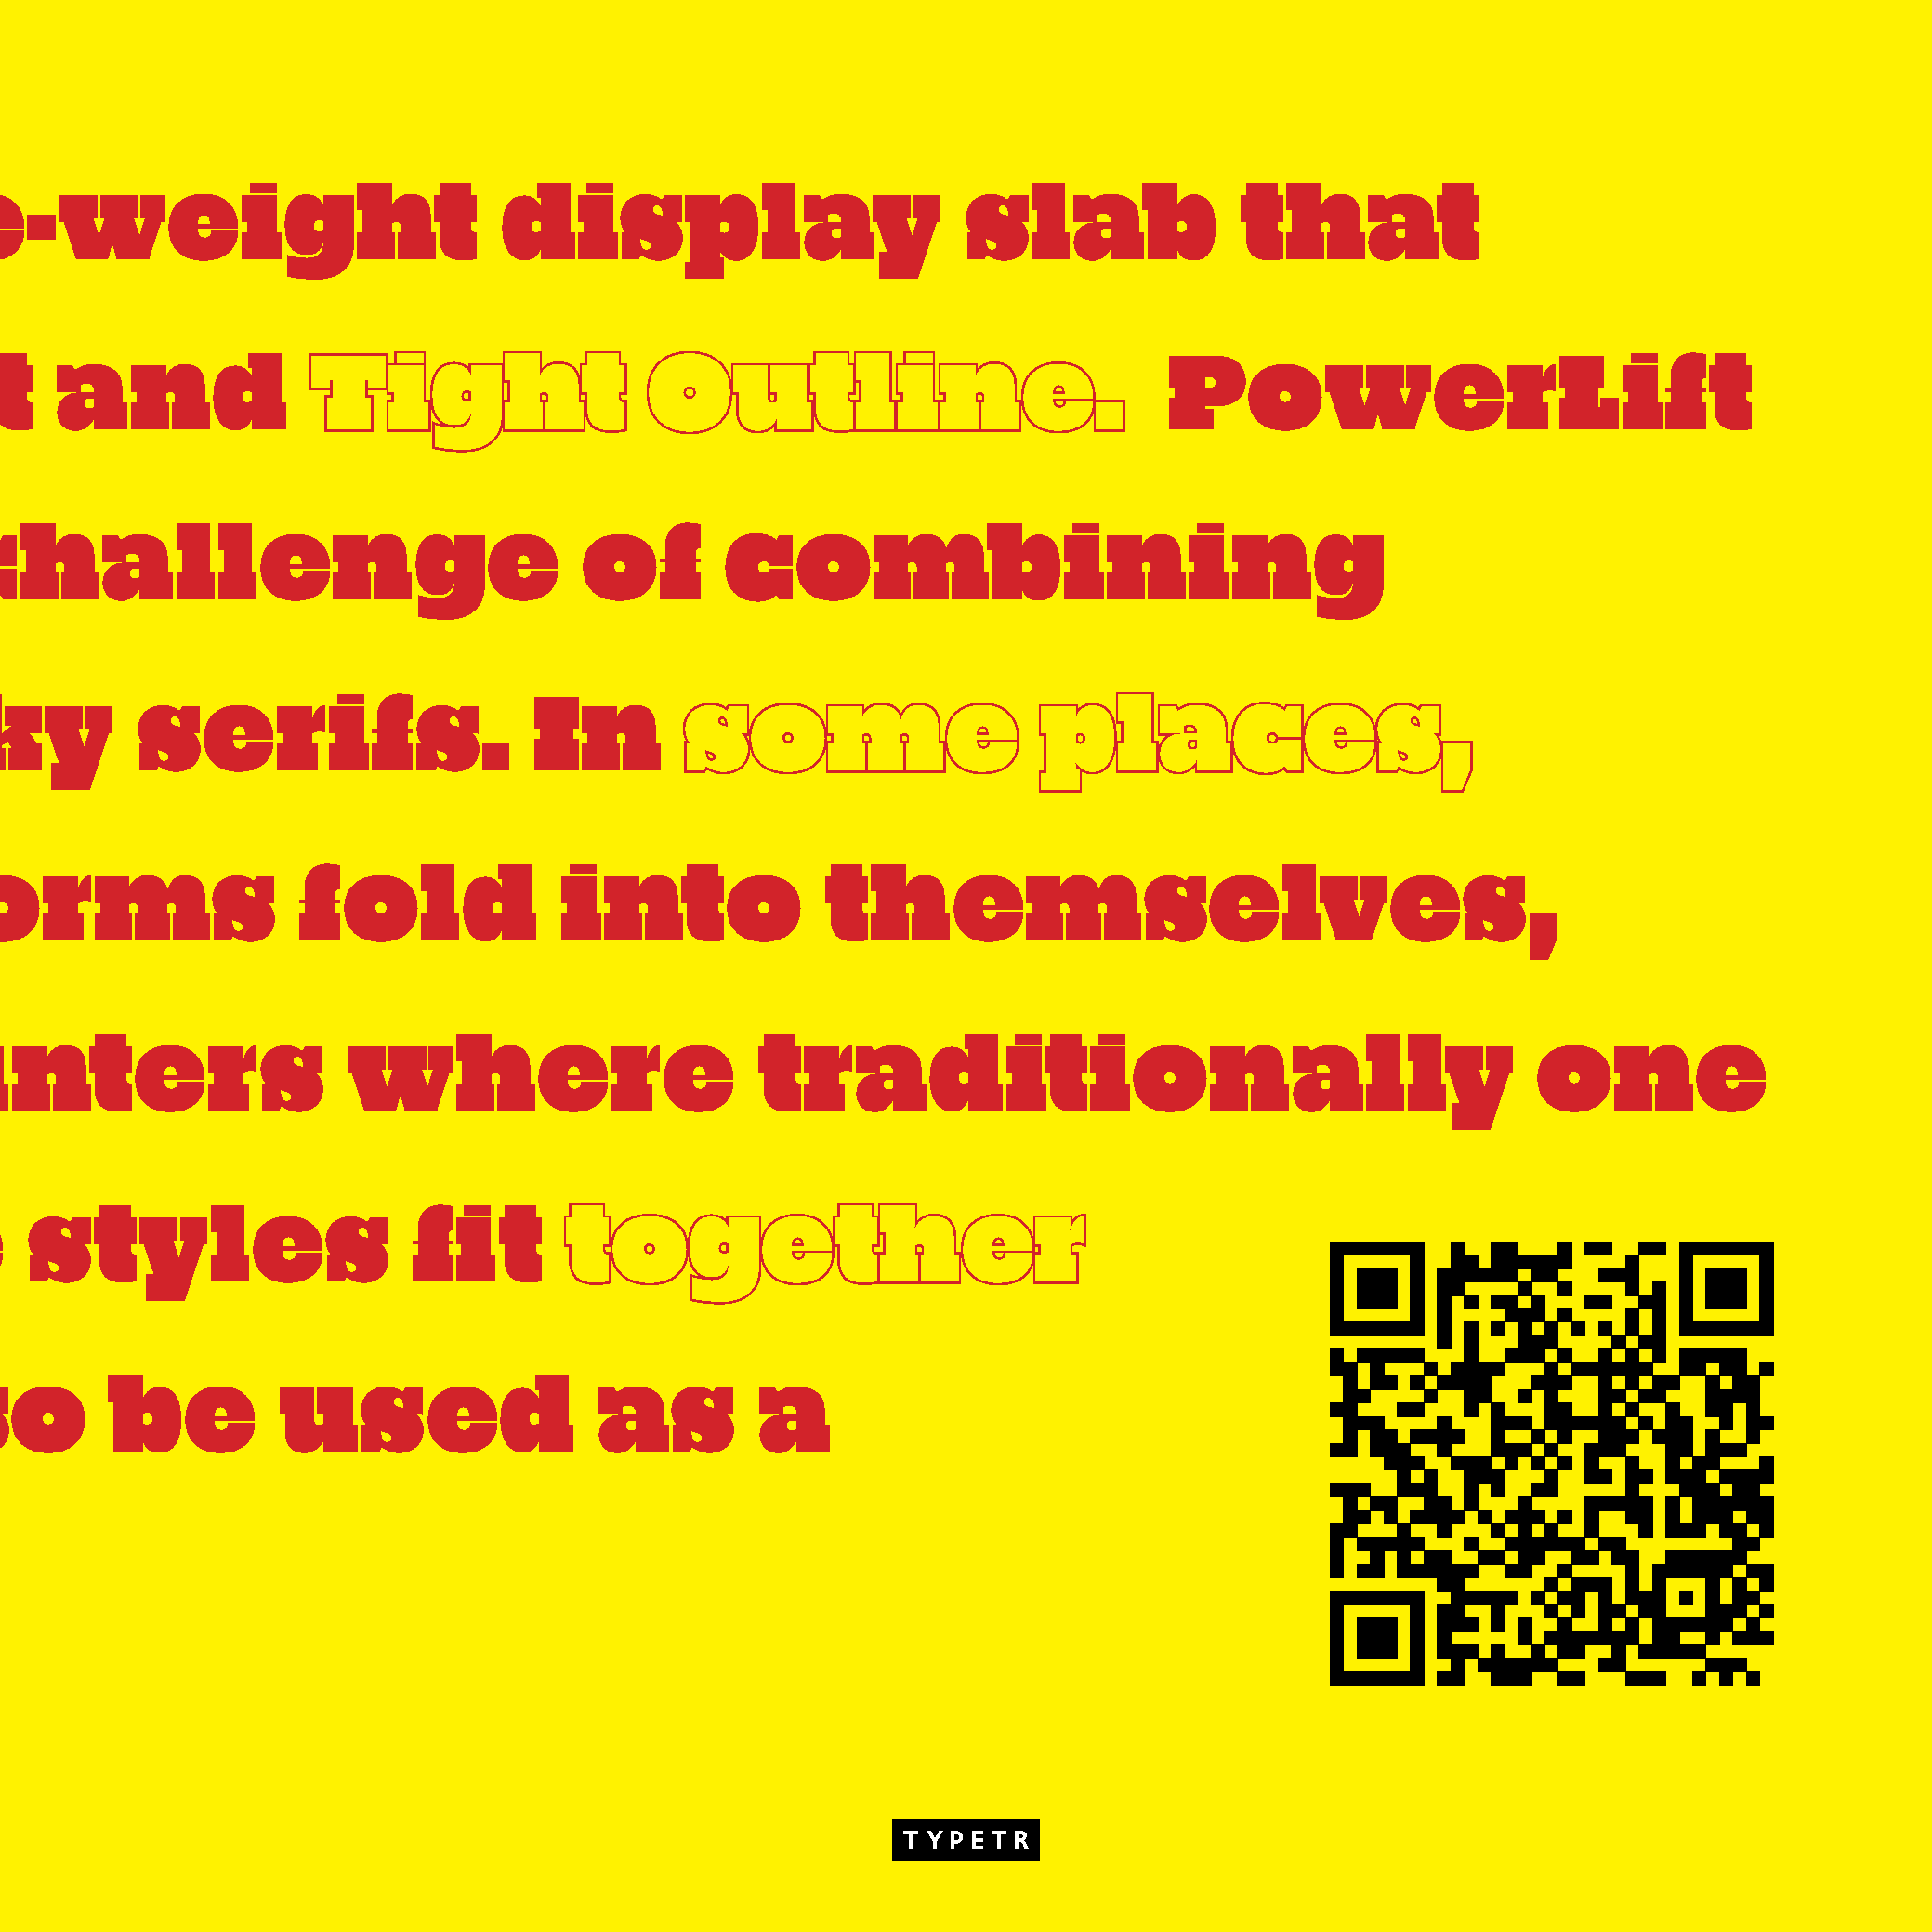 e-weight display slab that
t and Tight Outline. PowerLift
challenge of combining
ky serifs. In some places,
orms fold into themselves,
unters where traditionally one
e styles fit together
so be used as a
TYPETR